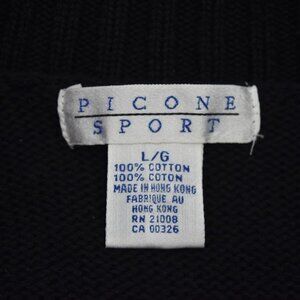 PICONE
SPORT
L/G
100% COTTON
100% COTON
MADE IN HONG KONG
FABRIQUE AU
HONG KONG
RN 21008
CA 00326